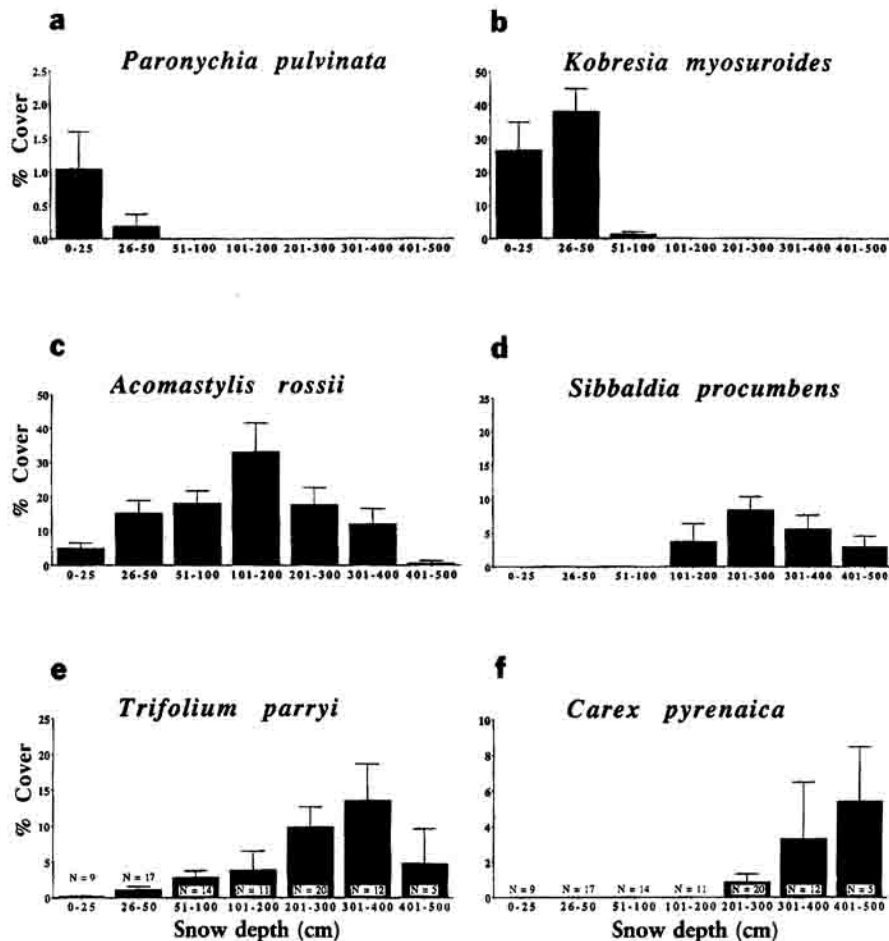 a
Paronychia pulvinata
% Cover
2.5
2.0
1.5
1.0
0.5
0.0
0-25 26-50 51-100 101-200 201-300 301-400 401-500
b
Kobresia myosuroides
50
40
30
20
10
0
0-25 26-50 51-100 101-200 201-300 301-400 401-500
c
Acomastylis rossii
% Cover
50
40
30
20
10
0
0-25 26-50 51-100 101-200 201-300 301-400 401-500
d
Sibbaldia procumbens
25
20
15
10
5
0
0-25 26-50 51-100 101-200 201-300 301-400 401-500
e
Trifolium parryi
% Cover
25
20
15
10
5
0
N = 9 N = 17 N = 14 N = 11 N = 20 N = 12 N = 5
0-25 26-50 51-100 101-200 201-300 301-400 401-500
Snow depth (cm)
f
Carex pyrenaica
10
8
6
4
2
0
N = 9 N = 17 N = 14 N = 11 N = 20 N = 12 N = 5
0-25 26-50 51-100 101-200 201-300 301-400 401-500
Snow depth (cm)